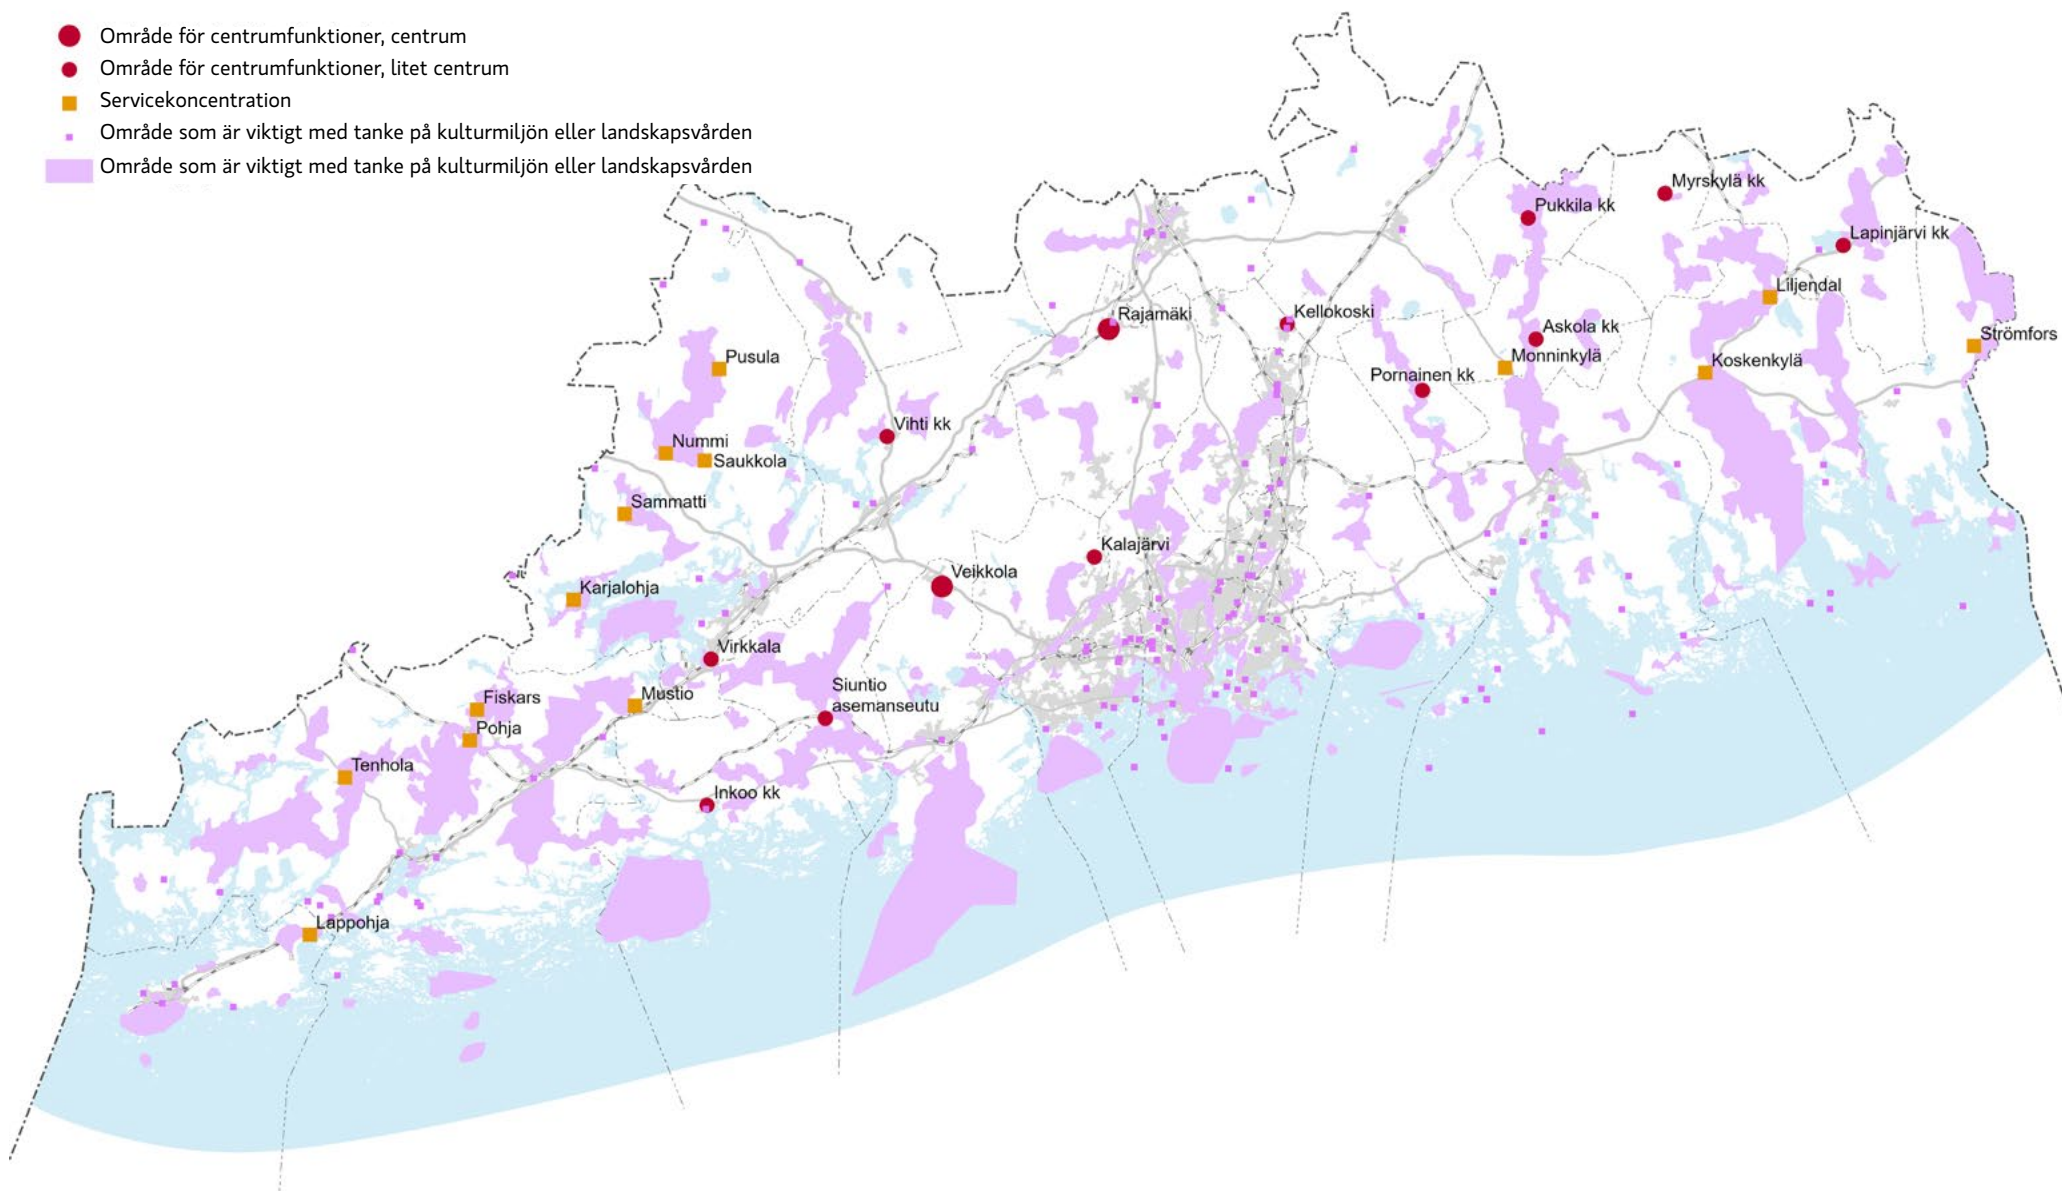 Område för centrumfunktioner, centrum
Område för centrumfunktioner, litet centrum
Servicekoncentration
Område som är viktigt med tanke på kulturmiljön eller landskapsvården
Område som är viktigt med tanke på kulturmiljön eller landskapsvården
Myrskylä kk
Pukkila kk
Lapinjärvi kk
Liljendal
Rajamäki
Kellokoski
Askola kk
Strömfors
Monninkylä
Koskenkylä
Pusula
Pornainen kk
Vihti kk
Nummi
Saukkola
Sammatti
Kalajärvi
Veikkola
Karjalohja
Virkkala
Siuntio
asemanseutu
Fiskars
Mustio
Pohja
Tenhola
Inkoo kk
Lappohja